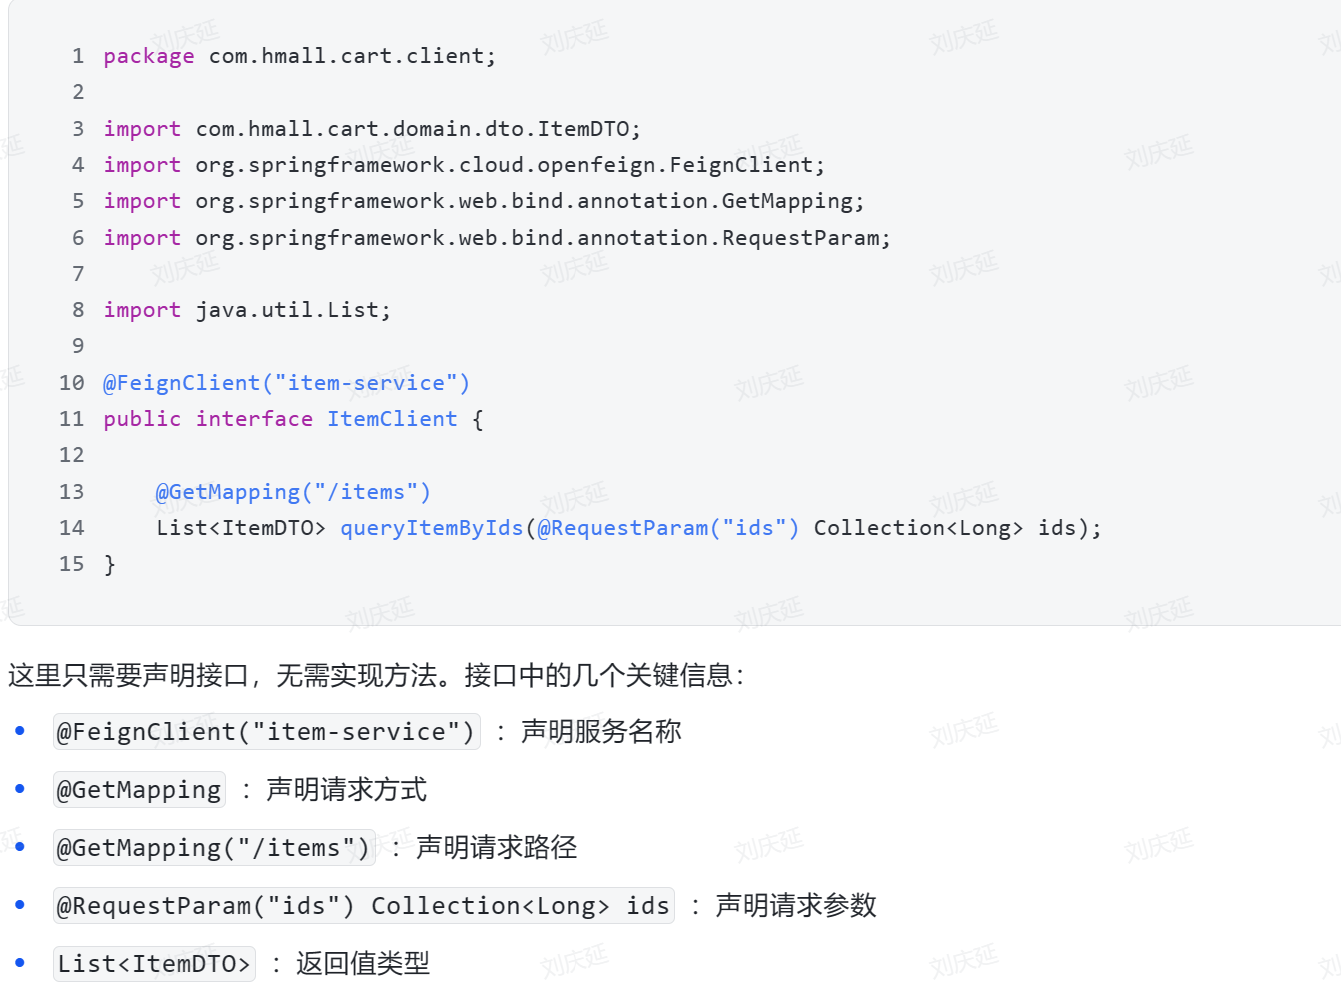 1 package com.hmall.cart.client;
2
3 import com.hmall.cart.domain.dto.ItemDTO;
4 import org.springframework.cloud.openfeign.FeignClient;
5 import org.springframework.web.bind.annotation.GetMapping;
6 import org.springframework.web.bind.annotation.RequestParam;
7
8 import java.util.List;
9
10 @FeignClient("item-service")
11 public interface ItemClient {
12
13     @GetMapping("/items")
14     List<ItemDTO> queryItemByIds(@RequestParam("ids") Collection<Long> ids);
15 }
这里只需要声明接口，无需实现方法。接口中的几个关键信息：
• @FeignClient("item-service") ：声明服务名称
• @GetMapping ：声明请求方式
• @GetMapping("/items") ：声明请求路径
• @RequestParam("ids") Collection<Long> ids ：声明请求参数
• List<ItemDTO> ：返回值类型
刘庆延